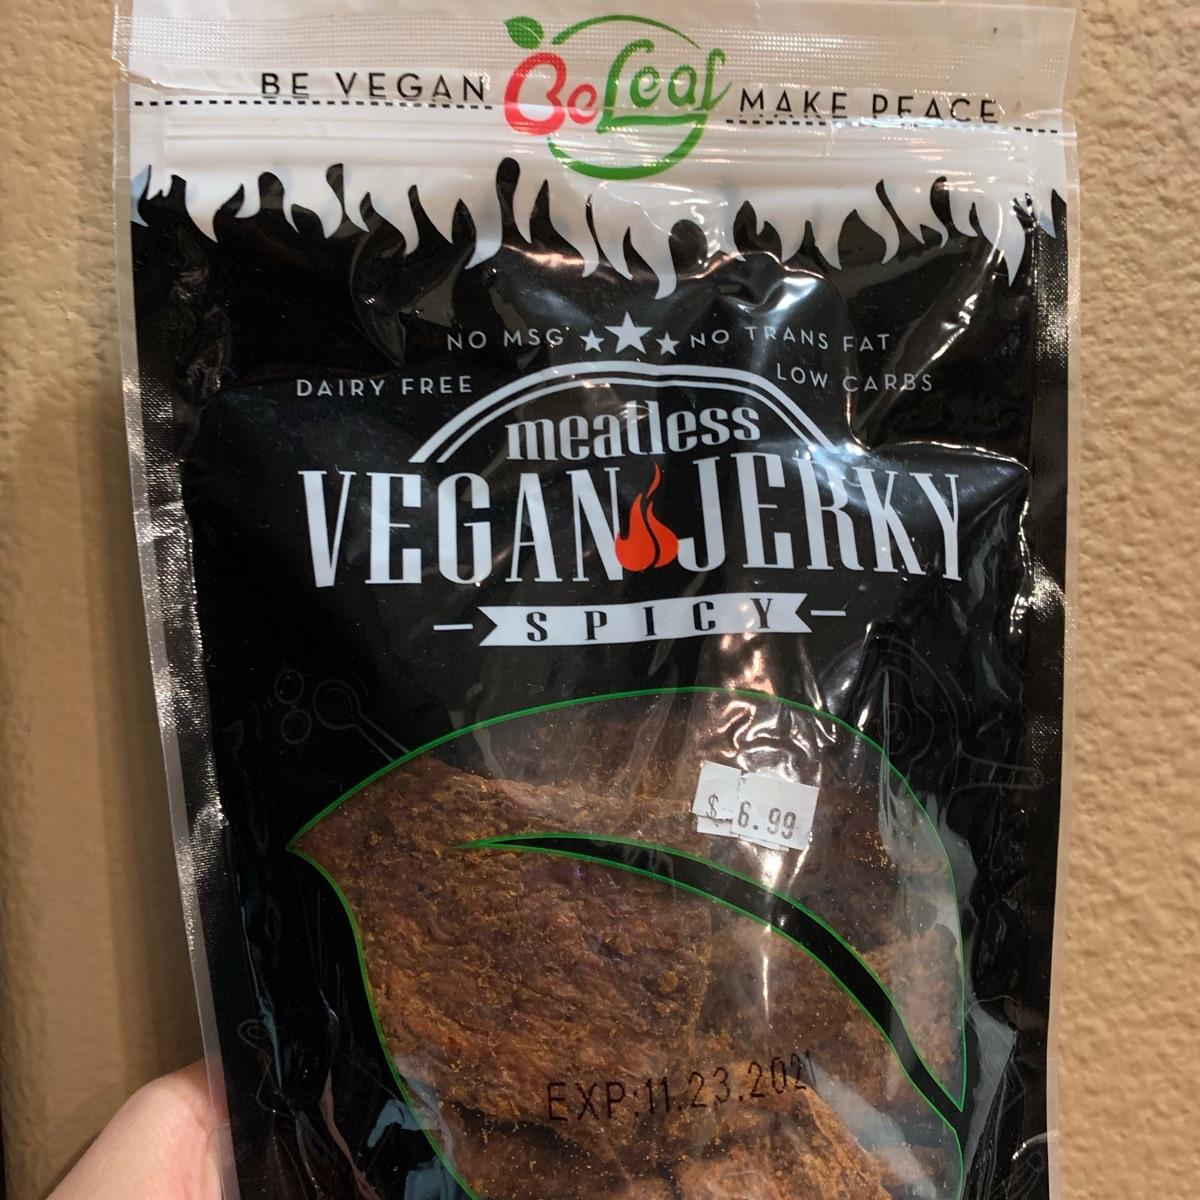 BE VEGAN BeLeaf MAKE PEACE
NO MSG NO TRANS FAT
DAIRY FREE LOW CARBS
meatless
VEGAN JERKY
SPICY
$ 6.99
EXP:11.23.2021